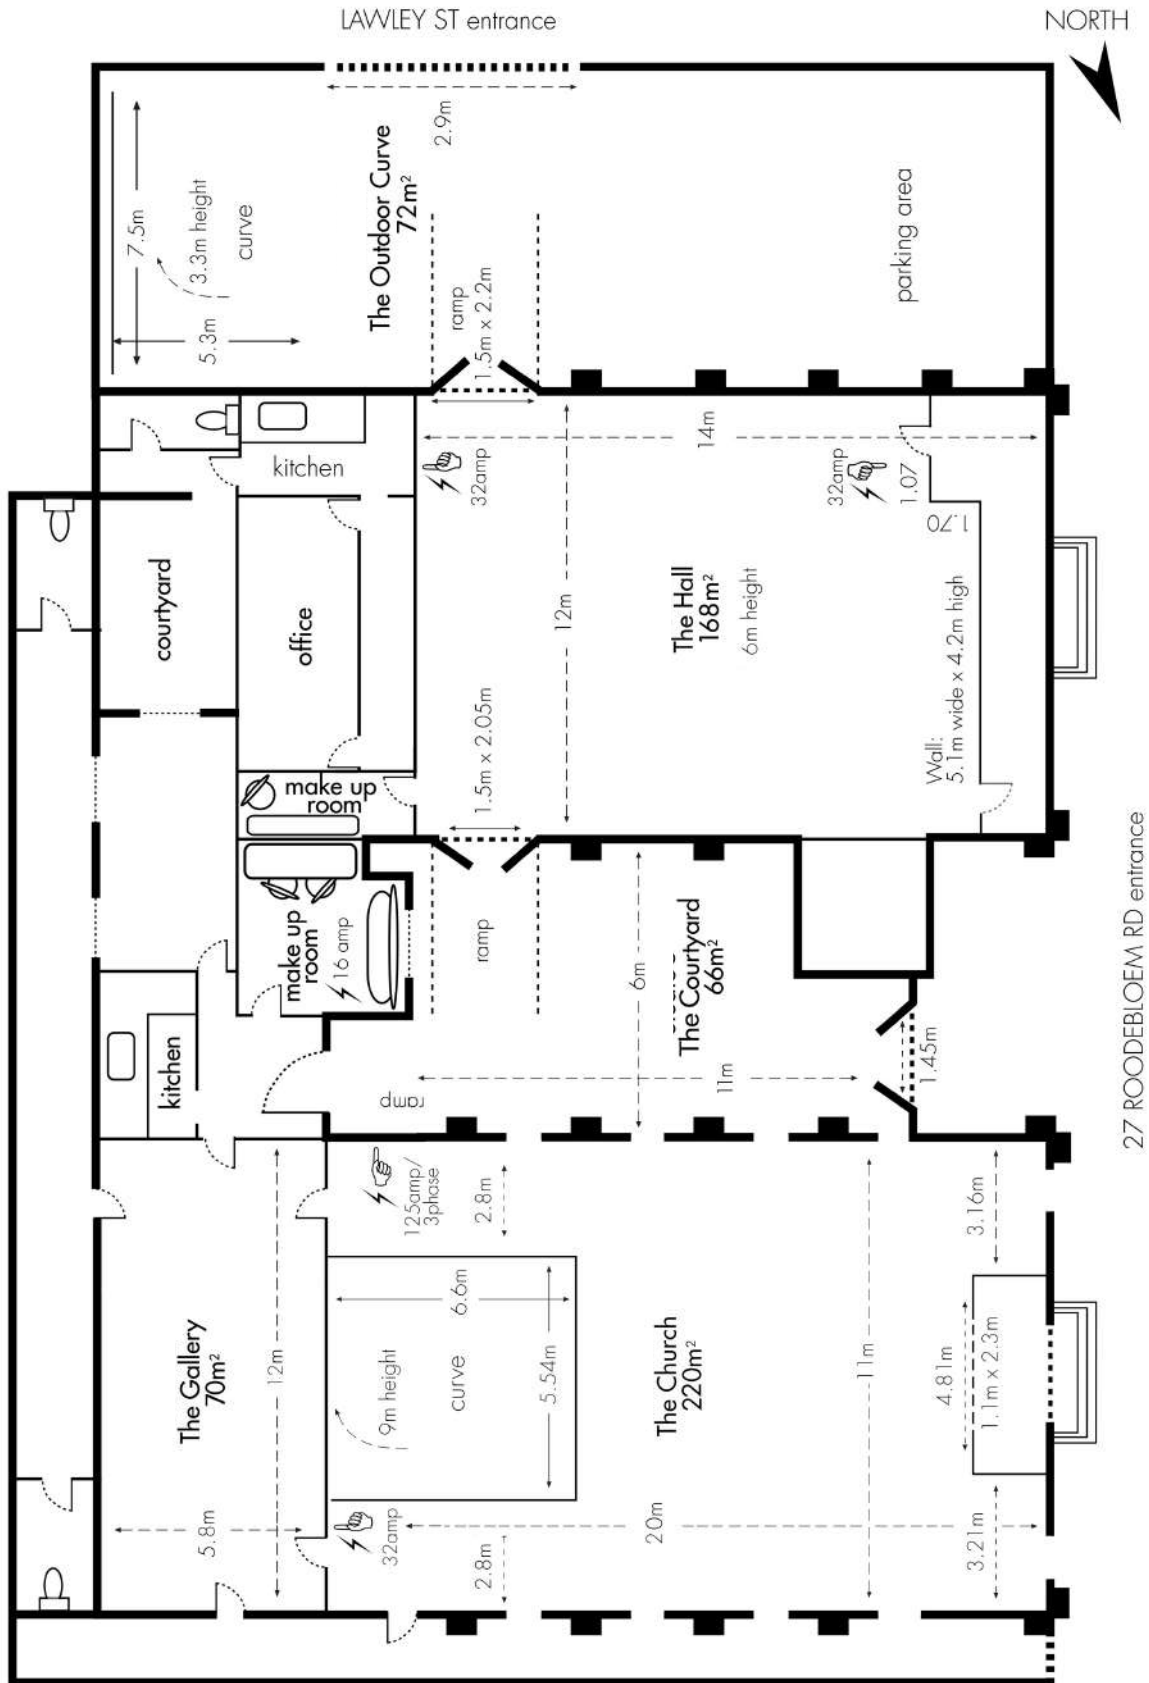 LAWLEY ST entrance
NORTH
2.9m
The Outdoor Curve
72m²
7.5m
3.3m height
curve
5.3m
ramp
1.5m x 2.2m
parking area
kitchen
32amp
14m
32amp
1.07
1.70
courtyard
office
12m
The Hall
168m²
6m height
Wall:
5.1m wide x 4.2m high
1.5m x 2.05m
make up
room
make up
room
16 amp
ramp
6m
The Courtyard
66m²
11m
1.45m
ramp
kitchen
27 ROODEBLOEM RD entrance
125amp/
3phase
2.8m
3.16m
The Gallery
70m²
12m
5.8m
6.6m
5.54m
9m height
curve
The Church
220m²
11m
4.81m
1.1m x 2.3m
32amp
2.8m
20m
3.21m